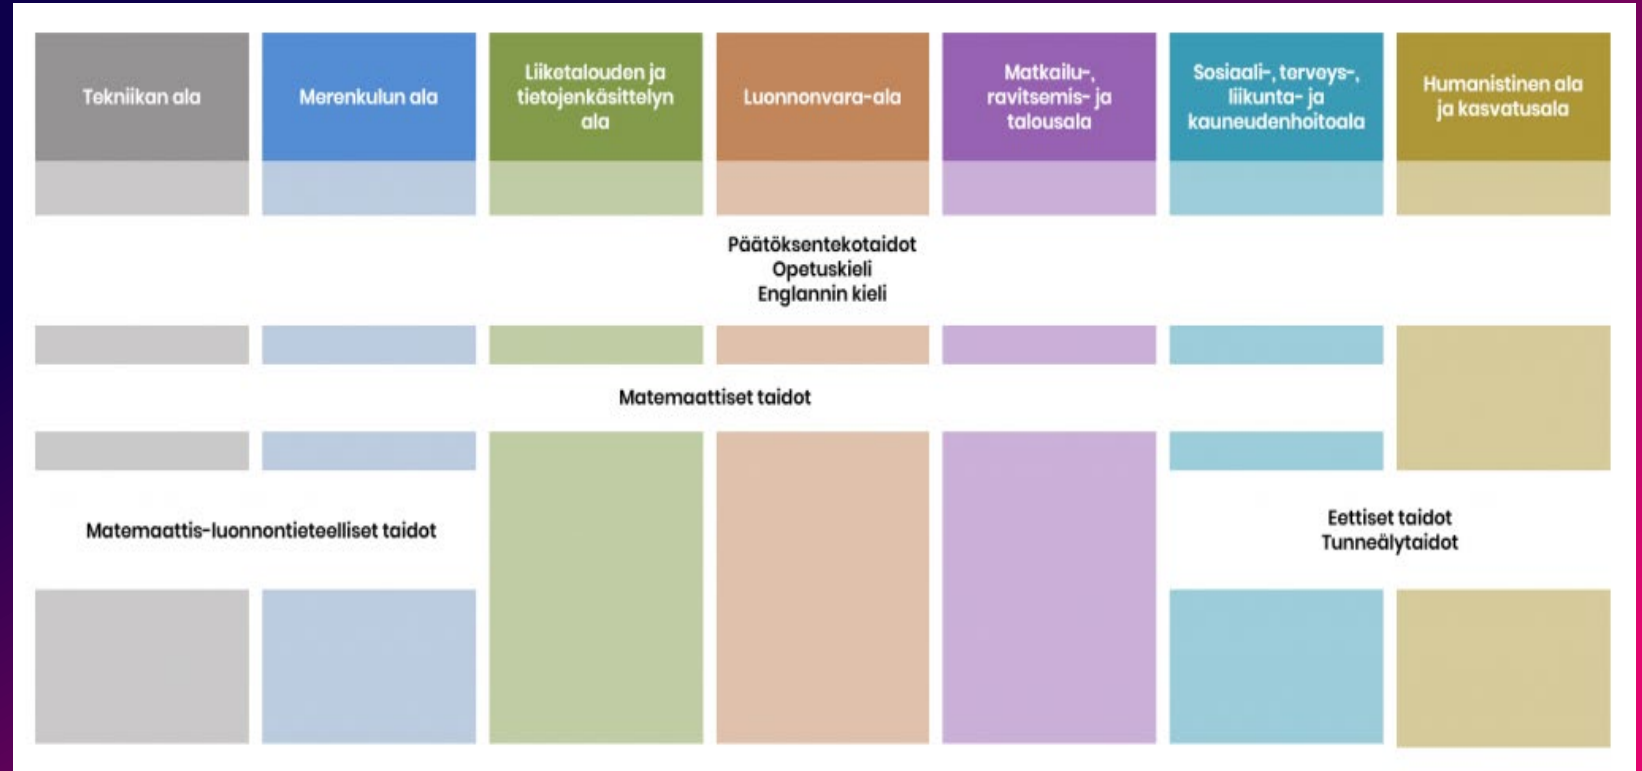 Tekniikan ala
Merenkulun ala
Liiketalouden ja
tietojenkäsittelyn
ala
Luonnonvara-ala
Matkailu-,
ravitsemis- ja
talousala
Sosiaali-, terveys-,
liikunta- ja
kauneudenhoitoala
Humanistinen ala
ja kasvatusala
Päätöksentekotaidot
Opetuskieli
Englannin kieli
Matemaattiset taidot
Matemaattis-luonnontieteelliset taidot
Eettiset taidot
Tunneälytaidot